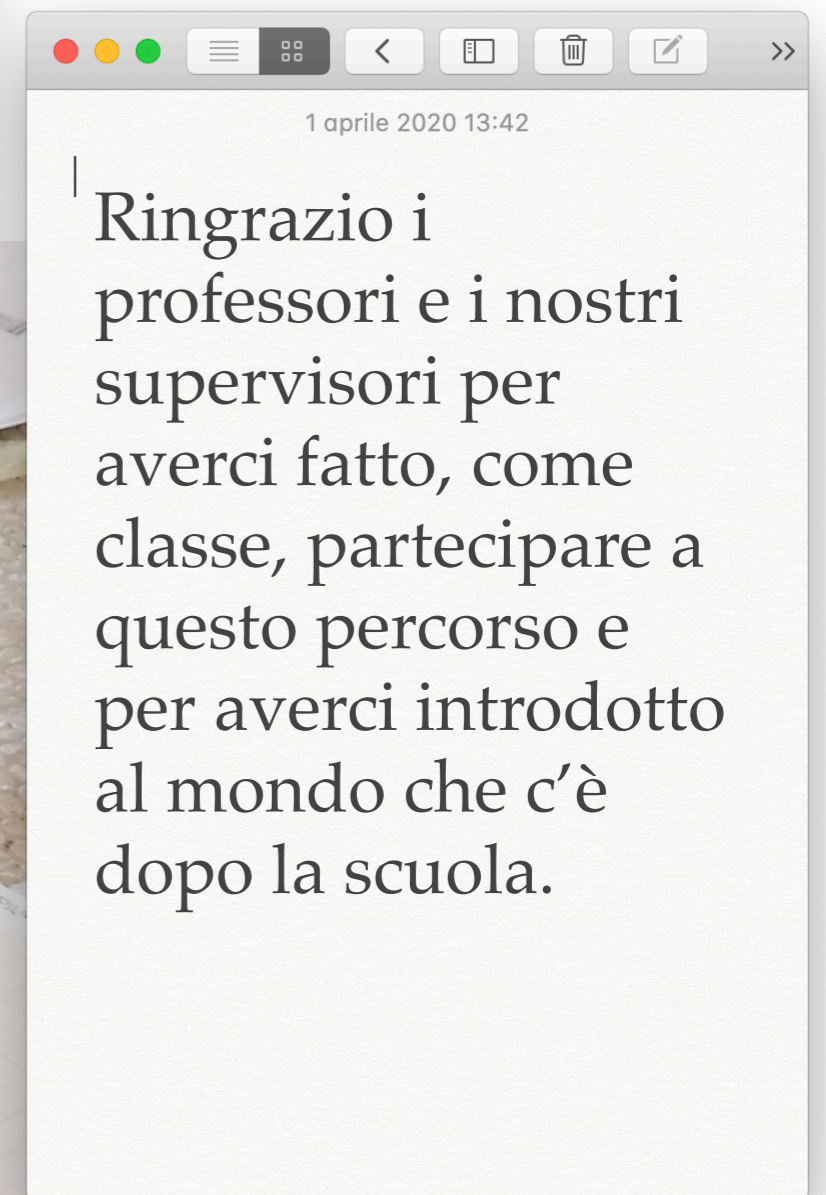 1 aprile 2020 13:42
Ringrazio i
professori e i nostri
supervisori per
averci fatto, come
classe, partecipare a
questo percorso e
per averci introdotto
al mondo che c’è
dopo la scuola.